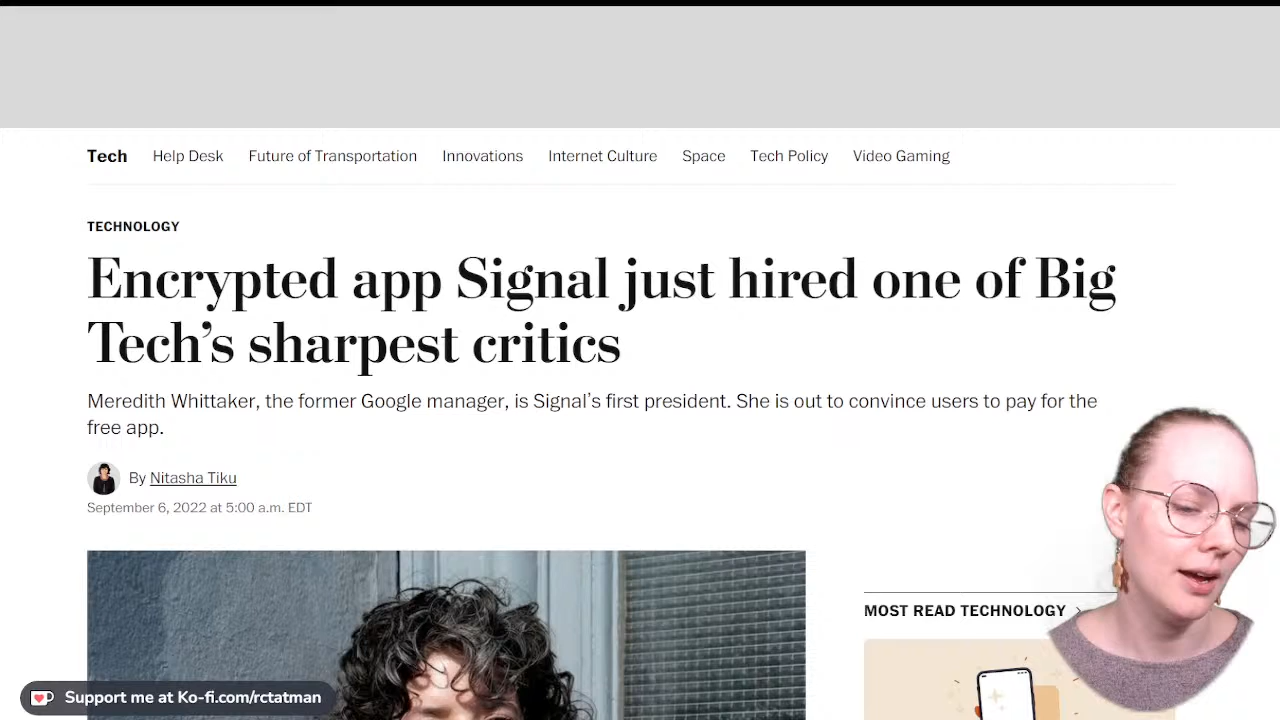 Tech Help Desk Future of Transportation Innovations Internet Culture Space Tech Policy Video Gaming
TECHNOLOGY
Encrypted app Signal just hired one of Big
Tech’s sharpest critics
Meredith Whittaker, the former Google manager, is Signal’s first president. She is out to convince users to pay for the
free app.
By Nitasha Tiku
September 6, 2022 at 5:00 a.m. EDT
MOST READ TECHNOLOGY
Support me at Ko-fi.com/rctatman